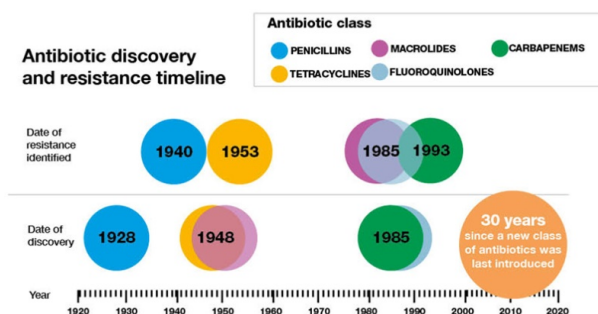 Antibiotic class
PENICILLINS
MACROLIDES
CARBAPENEMS
TETRACYCLINES
FLUOROQUINOLONES
Antibiotic discovery
and resistance timeline
Date of
resistance
identified
1940
1953
1985
1993
Date of
discovery
1928
1948
1985
30 years
since a new class
of antibiotics was
last introduced
Year
1920 1930 1940 1950 1960 1970 1980 1990 2000 2010 2020